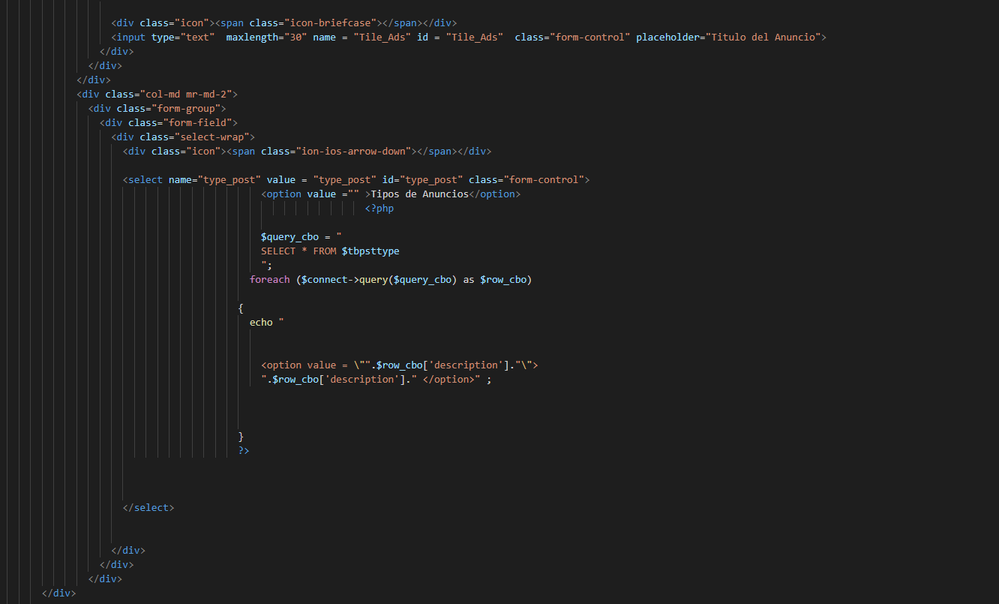 <div class="icon"><span class="icon-briefcase"></span></div>
<input type="text"  maxlength="30" name = "Tile_Ads" id = "Tile_Ads"  class="form-control" placeholder="Titulo del Anuncio">
</div>
</div>
</div>
<div class="col-md mr-md-2">
<div class="form-group">
<div class="form-field">
<div class="select-wrap">
<div class="icon"><span class="ion-ios-arrow-down"></span></div>
<select name="type_post" value = "type_post" id="type_post" class="form-control">
<option value ="" >Tipos de Anuncios</option>
<?php
$query_cbo = "
SELECT * FROM $tbpsttype
";
foreach ($connect->query($query_cbo) as $row_cbo)
{
echo "
<option value = \"".$row_cbo['description']."\">
".$row_cbo['description']." </option>" ;
}
?>
</select>
</div>
</div>
</div>
</div>